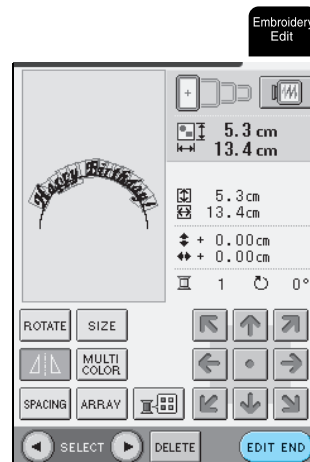 Embroidery
Edit
Happy Birthday!
5.3 cm
13.4 cm
5.3cm
13.4cm
+ 0.00cm
+ 0.00cm
1 0°
ROTATE SIZE
MULTI
COLOR
SPACING ARRAY
SELECT DELETE EDIT END